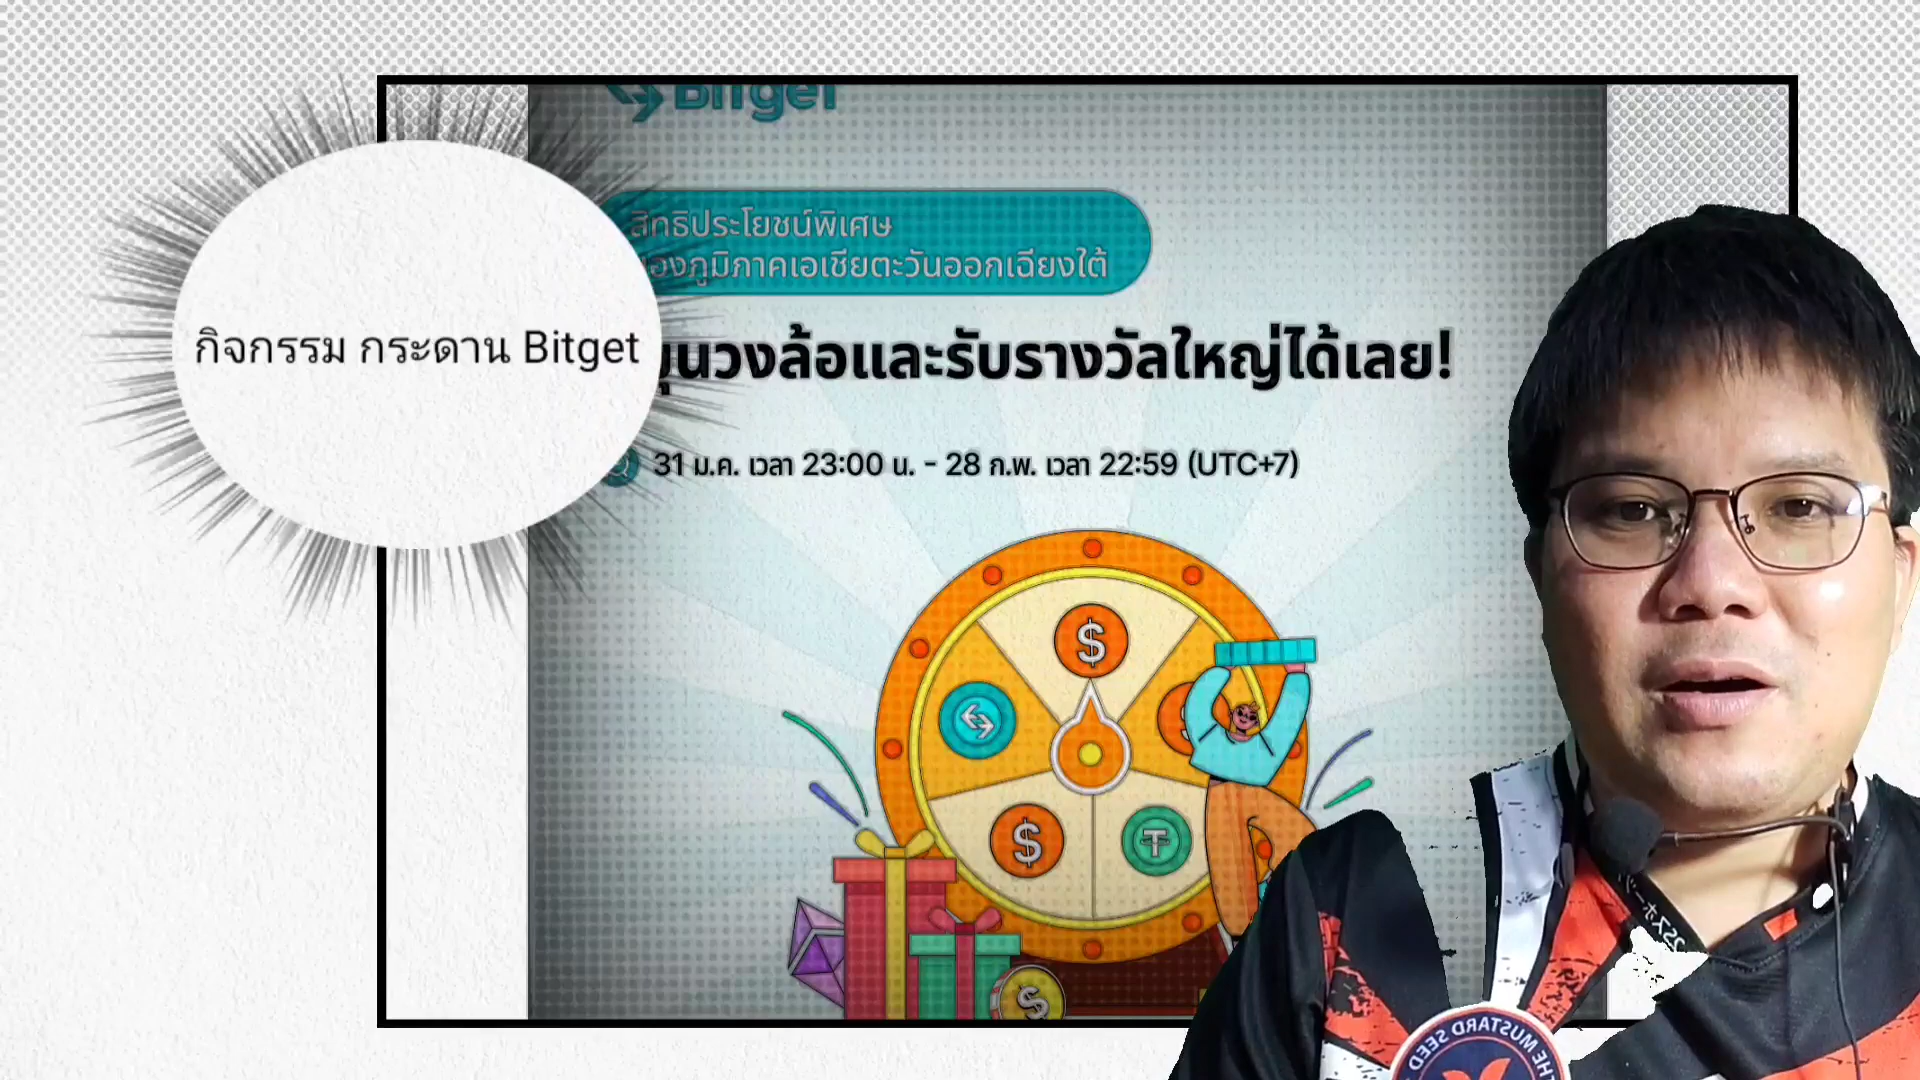 Bitget
สิทธิประโยชน์พิเศษ
ของภูมิภาคเอเชียตะวันออกเฉียงใต้
กิจกรรม กระดาน Bitget
หมุนวงล้อและรับรางวัลใหญ่ได้เลย!
31 ม.ค. เวลา 23:00 น. - 28 ก.พ. เวลา 22:59 (UTC+7)
THE MUSTARD SEED